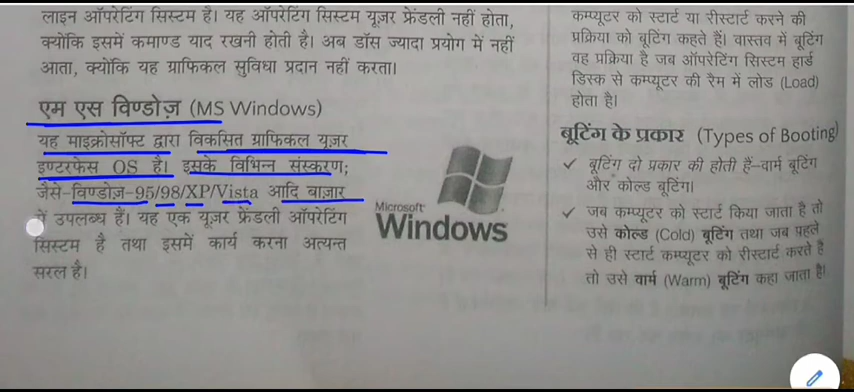 लाइन ऑपरेटिंग सिस्टम है। यह ऑपरेटिंग सिस्टम यूज़र फ्रेंडली नहीं होता,
क्योंकि इसमें कमाण्ड याद रखनी होती है। अब डॉस ज्यादा प्रयोग में नहीं
आता, क्योंकि यह ग्राफिकल सुविधा प्रदान नहीं करता।
एम एस विण्डोज़ (MS Windows)
यह माइक्रोसॉफ्ट द्वारा विकसित ग्राफिकल यूज़र
इण्टरफेस OS है। इसके विभिन्न संस्करण;
जैसे-विण्डोज़-95/98/XP/Vista आदि बाज़ार
में उपलब्ध हैं। यह एक यूज़र फ्रेंडली ऑपरेटिंग
सिस्टम है तथा इसमें कार्य करना अत्यन्त
सरल है।
Microsoft
Windows
कम्प्यूटर को स्टार्ट या रीस्टार्ट करने की
प्रक्रिया को बूटिंग कहते हैं। वास्तव में बूटिंग
वह प्रक्रिया है जब ऑपरेटिंग सिस्टम हार्ड
डिस्क से कम्प्यूटर की रैम में लोड (Load)
होता है।
बूटिंग के प्रकार (Types of Booting)
✓ बूटिंग दो प्रकार की होती हैं–वार्म बूटिंग
और कोल्ड बूटिंग।
✓ जब कम्प्यूटर को स्टार्ट किया जाता है तो
उसे कोल्ड (Cold) बूटिंग तथा जब पहले
से ही स्टार्ट कम्प्यूटर को रीस्टार्ट करते हैं
तो उसे वार्म (Warm) बूटिंग कहा जाता है।